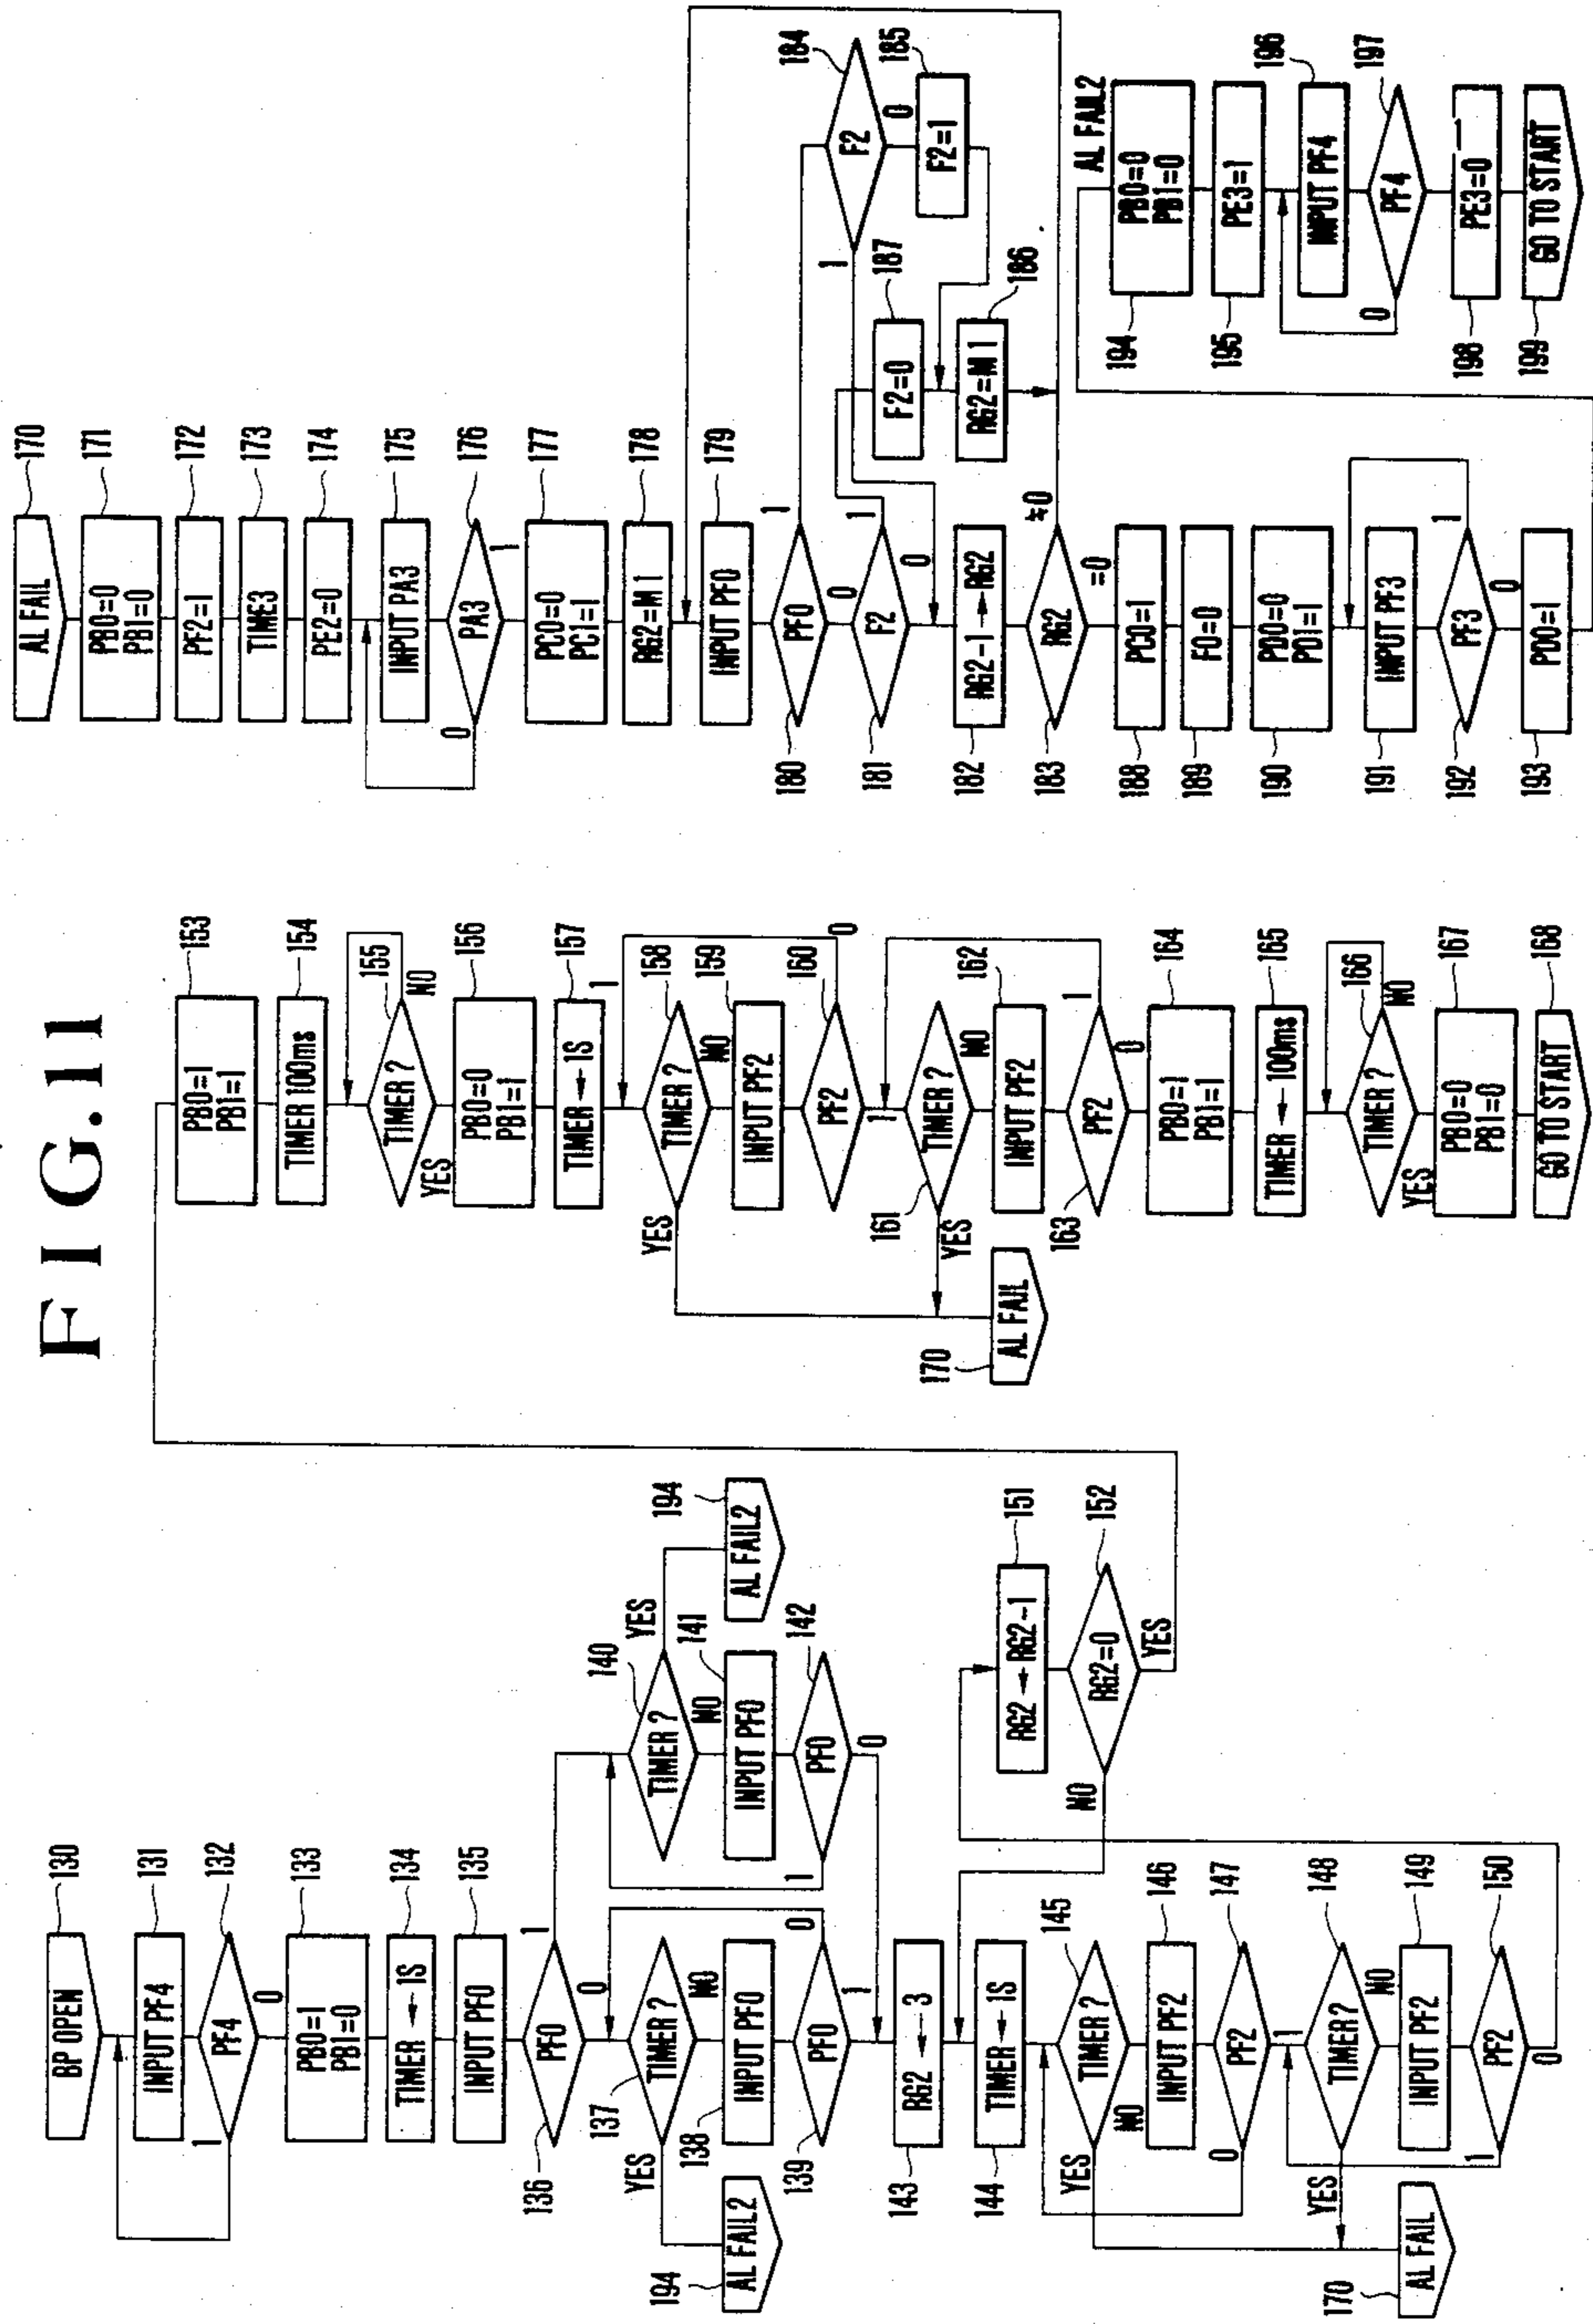 FIG.11
BP OPEN
130
INPUT PF4
131
PF4
132
1
0
PB0=1
PB1=0
133
TIMER ← 1S
134
INPUT PF0
135
PF0
136
1
0
TIMER ?
137
YES
NO
AL FAIL2
194
INPUT PF0
138
PF0
139
0
1
TIMER ?
140
YES
NO
AL FAIL2
194
INPUT PF0
141
PF0
142
1
0
RG2 ← 3
143
TIMER ← 1S
144
TIMER ?
145
YES
NO
INPUT PF2
146
PF2
147
0
1
TIMER ?
148
YES
NO
AL FAIL
170
INPUT PF2
149
PF2
150
1
0
RG2 ← RG2-1
151
RG2=0
152
NO
YES
PB0=1
PB1=1
153
TIMER 100ms
154
TIMER ?
155
NO
YES
PB0=0
PB1=1
156
TIMER ← 1S
157
1
TIMER ?
158
YES
NO
INPUT PF2
159
PF2
160
0
1
TIMER ?
161
YES
NO
AL FAIL
170
INPUT PF2
162
PF2
163
1
0
PB0=1
PB1=1
164
TIMER ← 100ms
165
TIMER ?
166
NO
YES
PB0=0
PB1=0
167
GO TO START
168
AL FAIL
170
PB0=0
PB1=0
171
PF2=1
172
TIME3
173
PE2=0
174
INPUT PA3
175
PA3
176
0
1
PC0=0
PC1=1
177
RG2=M1
178
INPUT PF0
179
PF0
180
1
0
F2
181
1
0
RG2-1 → RG2
182
RG2
183
≠0
=0
F2
184
1
0
F2=1
185
RG2=M1
186
F2=0
187
PC0=1
188
F0=0
189
PD0=0
PD1=1
190
INPUT PF3
191
PF3
192
1
0
PD0=1
193
AL FAIL2
PB0=0
PB1=0
194
PE3=1
195
INPUT PF4
196
PF4
197
0
1
PE3=0
198
GO TO START
199